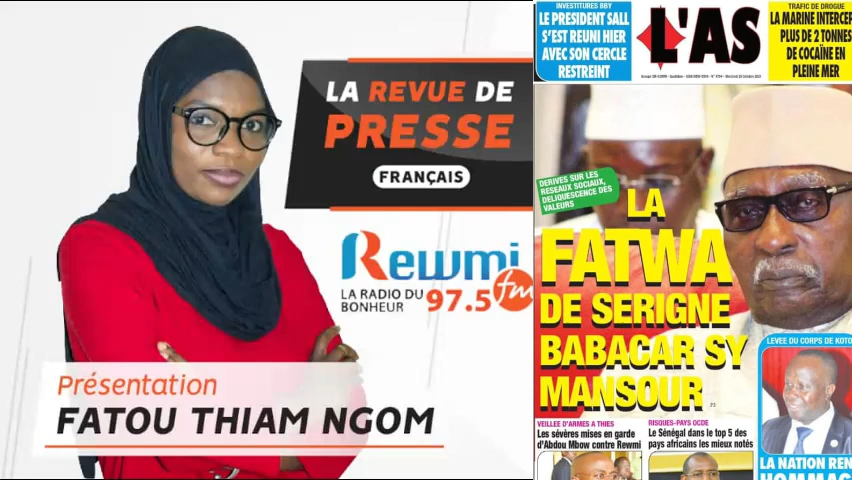 LA REVUE DE
PRESSE
FRANÇAIS
Rewmi
fm
LA RADIO DU
BONHEUR
97.5
Présentation
FATOU THIAM NGOM
INVESTITURES BBY
LE PRESIDENT SALL
S'EST REUNI HIER
AVEC SON CERCLE
RESTREINT
L'AS
TRAFIC DE DROGUE
LA MARINE INTERCEP
PLUS DE 2 TONNES
DE COCAÏNE EN
PLEINE MER
DERIVES SUR LES
RESEAUX SOCIAUX,
DELIQUESCENCE DES
VALEURS
LA
FATWA
DE SERIGNE
BABACAR SY
MANSOUR
LEVEE DU CORPS DE KOTO
LA NATION REN
HOMMAG
VEILLEE D'ARMES A THIES
Les sévères mises en garde
d'Abdou Mbow contre Rewmi
RISQUES-PAYS OCDE
Le Sénégal dans le top 5 des
pays africains les mieux notés